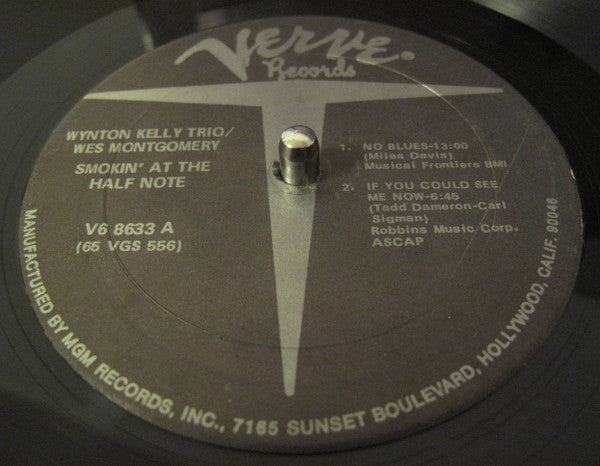 Verve
Records
WYNTON KELLY TRIO/
WES MONTGOMERY
SMOKIN' AT THE
HALF NOTE
V6 8633 A
(65 VGS 556)
1. NO BLUES-13:00
(Miles Davis)
Musical Frontiers BMI
2. IF YOU COULD SEE
ME NOW-6:45
(Tadd Dameron-Carl
Sigman)
Robbins Music Corp.
ASCAP
MANUFACTURED BY MGM RECORDS, INC., 7165 SUNSET BOULEVARD, HOLLYWOOD, CALIF. 90046